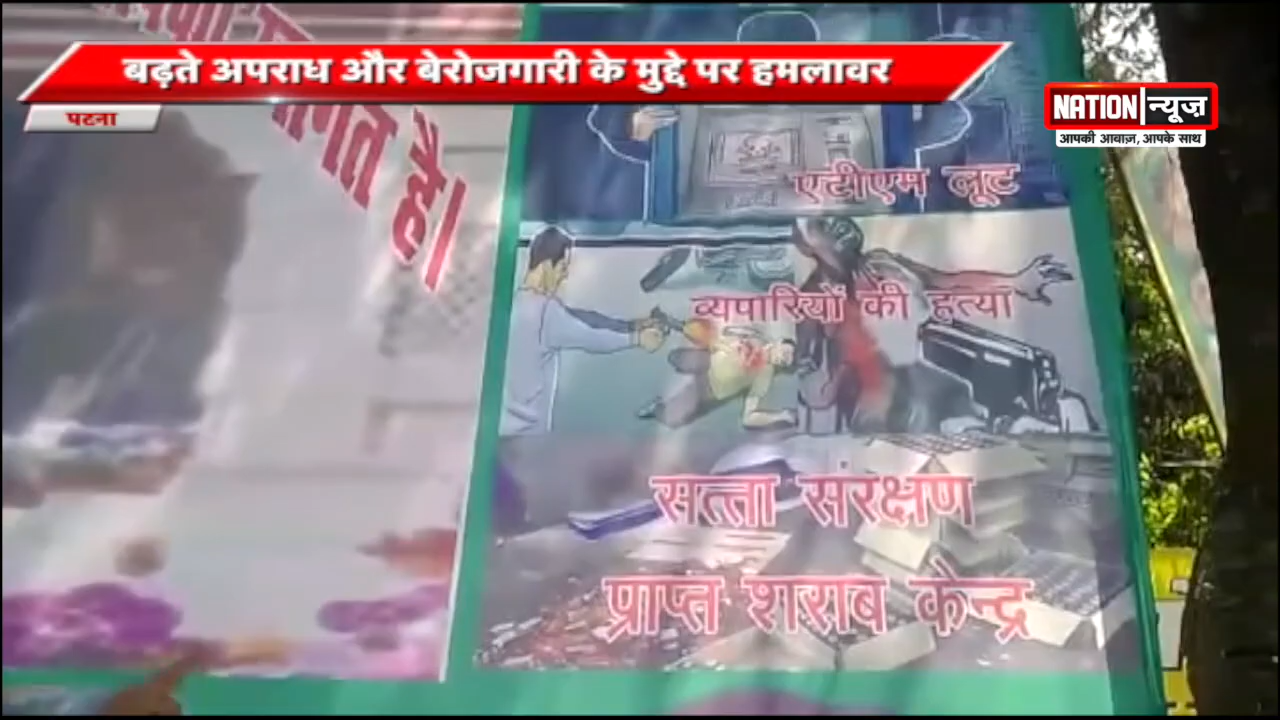 बढ़ते अपराध और बेरोजगारी के मुद्दे पर हमलावर
पटना
NATION न्यूज़
आपकी आवाज़, आपके साथ
है।
एटीएम लूट
व्यपारियों की हत्या
सत्ता संरक्षण
प्राप्त शराब केन्द्र